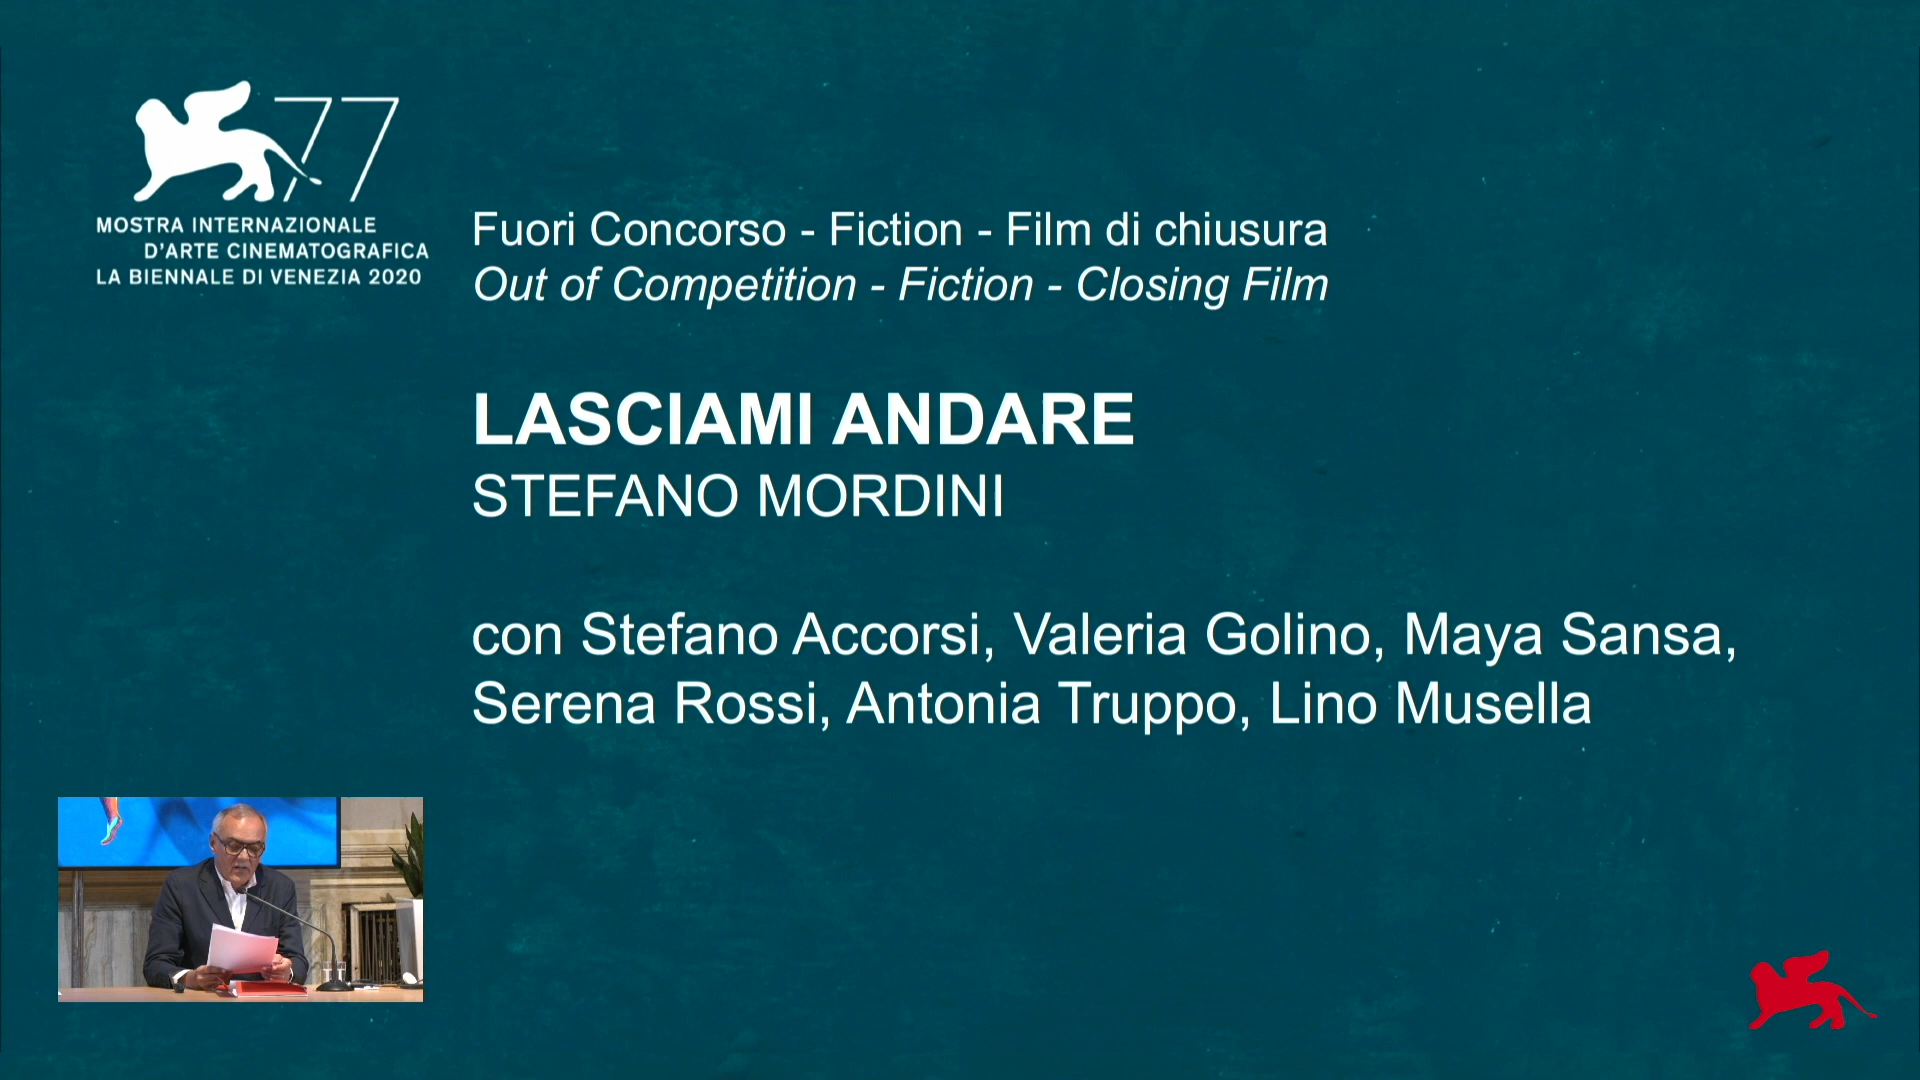 77
MOSTRA INTERNAZIONALE
D'ARTE CINEMATOGRAFICA
LA BIENNALE DI VENEZIA 2020
Fuori Concorso - Fiction - Film di chiusura
Out of Competition - Fiction - Closing Film
LASCIAMI ANDARE
STEFANO MORDINI
con Stefano Accorsi, Valeria Golino, Maya Sansa,
Serena Rossi, Antonia Truppo, Lino Musella